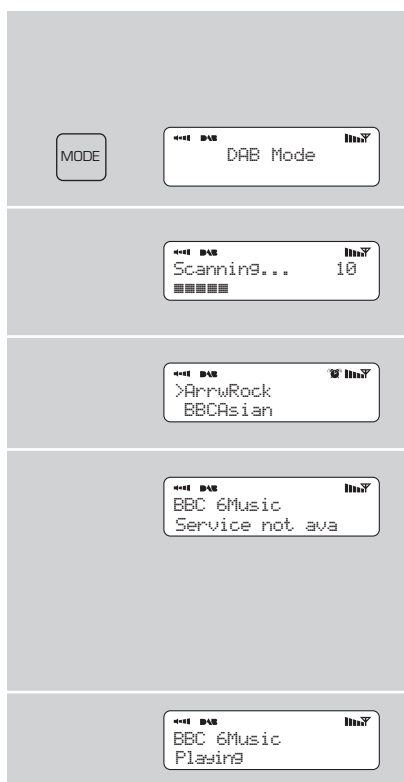 MODE
DAB
DAB Mode
DAB
Scanning... 10
DAB
>ArrwRock
BBCAsian
DAB
BBC 6Music
Service not ava
DAB
BBC 6Music
Playing